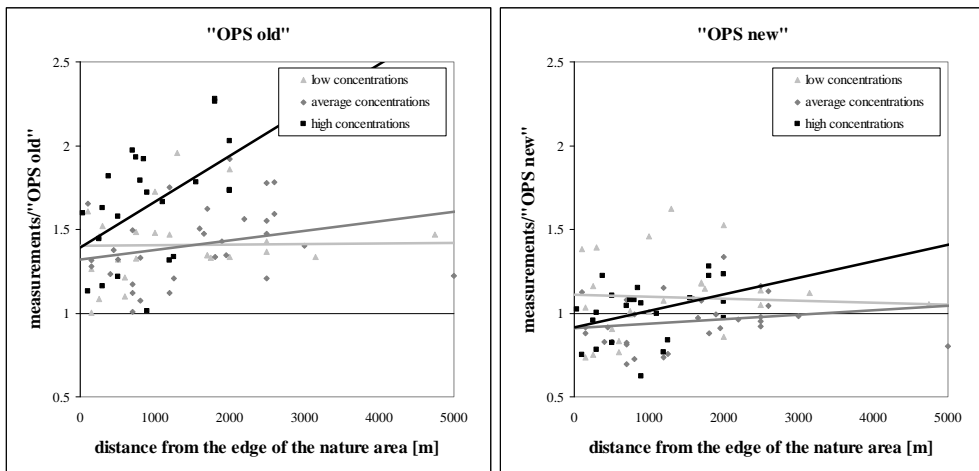 "OPS old"
measurements/"OPS old"
2.5
2
1.5
1
0.5
low concentrations
average concentrations
high concentrations
0 1000 2000 3000 4000 5000
distance from the edge of the nature area [m]
"OPS new"
measurements/"OPS new"
2.5
2
1.5
1
0.5
low concentrations
average concentrations
high concentrations
0 1000 2000 3000 4000 5000
distance from the edge of the nature area [m]